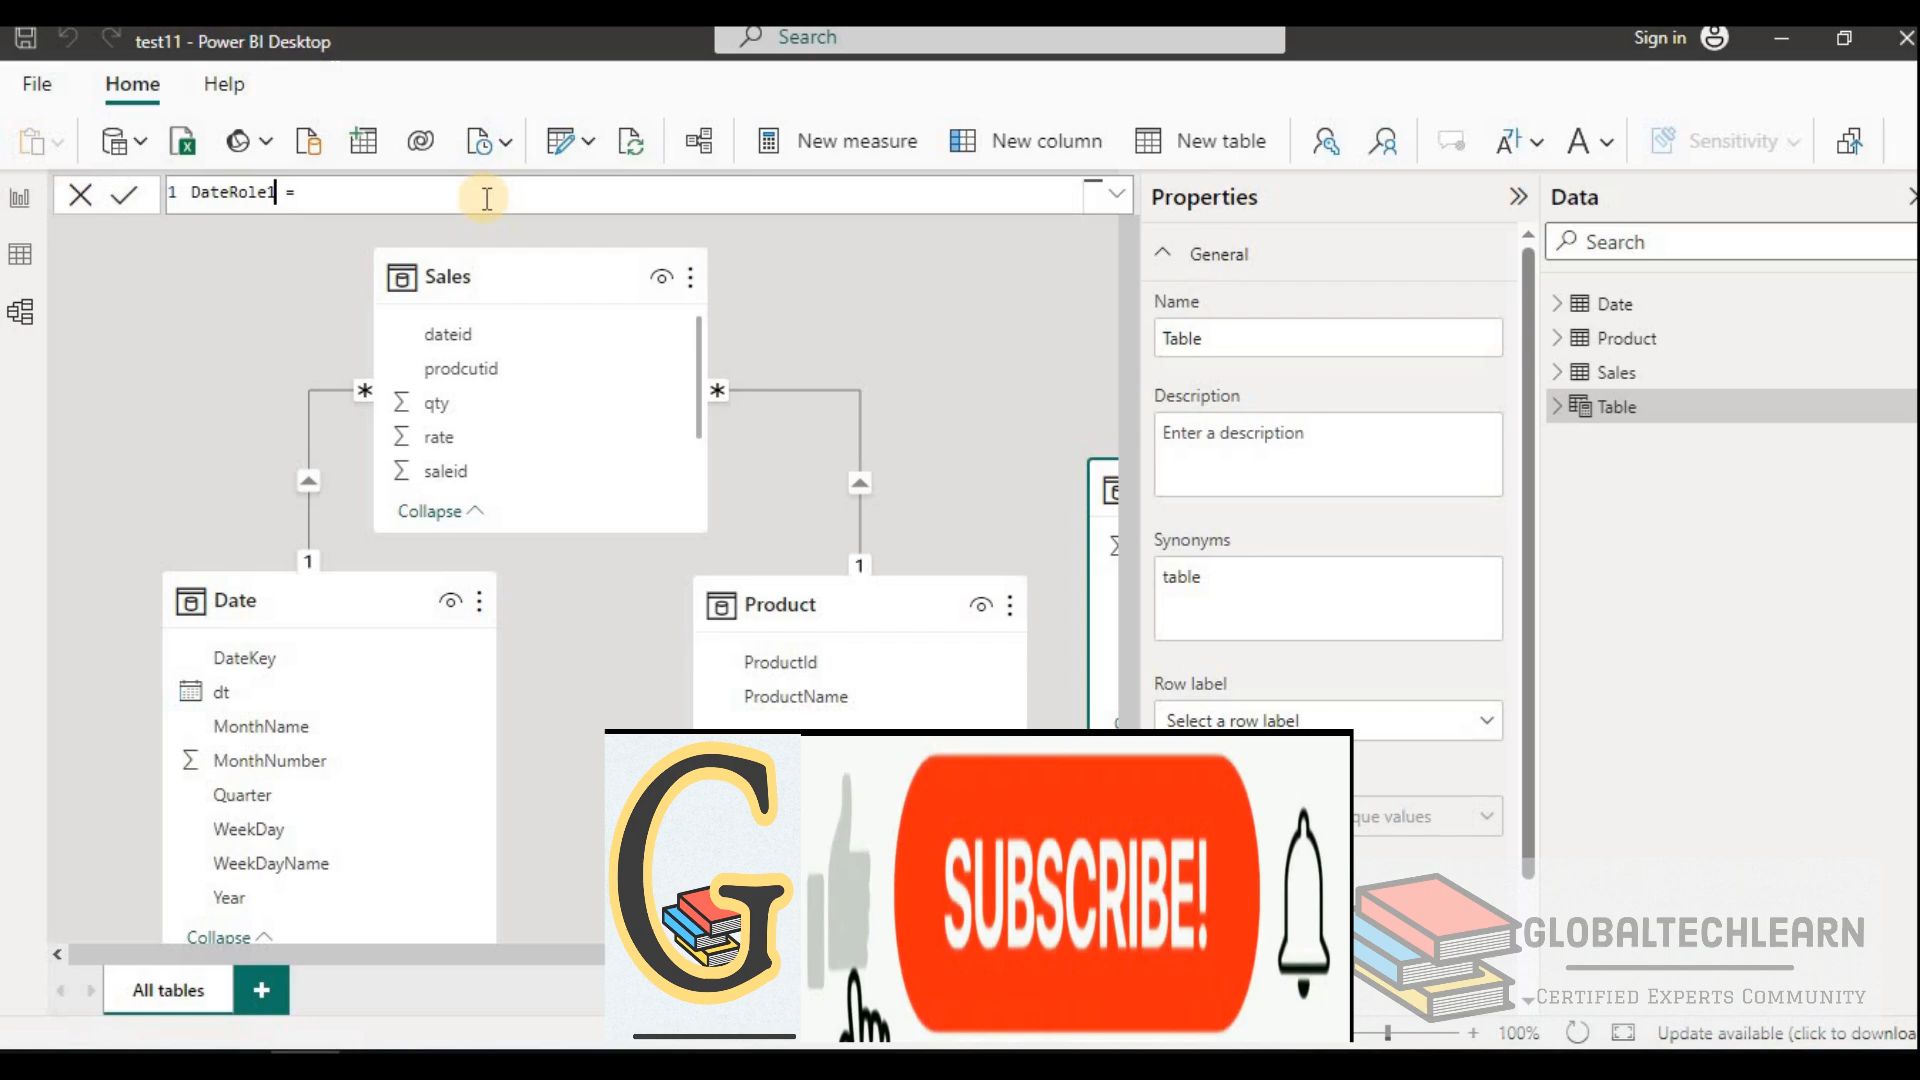 test11 - Power BI Desktop
Search
Sign in
File
Home
Help
New measure
New column
New table
Sensitivity
1 DateRole1 =
Properties
Data
General
Search
Name
Table
Description
Enter a description
Synonyms
table
Row label
Select a row label
que values
Date
Product
Sales
Table
Sales
dateid
prodcutid
qty
rate
saleid
Collapse
*
*
1
1
Date
DateKey
dt
MonthName
MonthNumber
Quarter
WeekDay
WeekDayName
Year
Collapse
Product
ProductId
ProductName
SUBSCRIBE!
GLOBALTECHLEARN
CERTIFIED EXPERTS COMMUNITY
All tables
100%
Update available (click to downloa